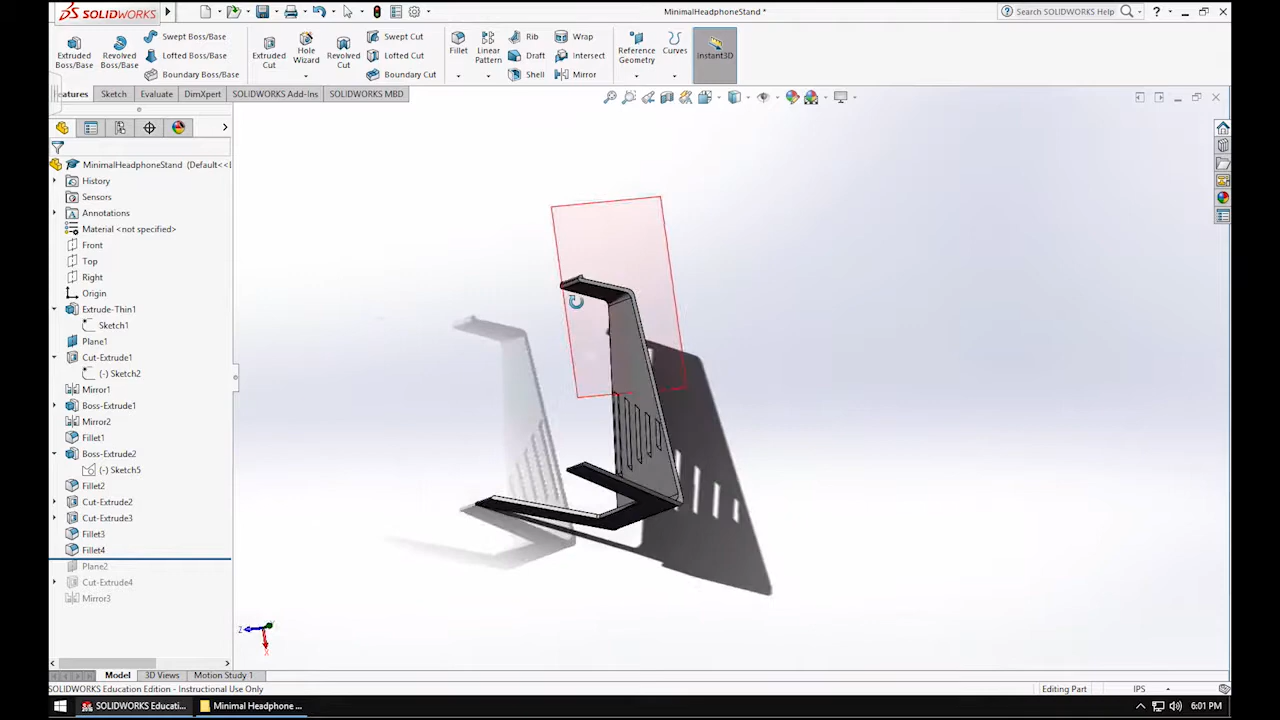 SOLIDWORKS
MinimalHeadphoneStand *
Search SOLIDWORKS Help
?
Extruded
Boss/Base
Revolved
Boss/Base
Swept Boss/Base
Lofted Boss/Base
Boundary Boss/Base
Extruded
Cut
Hole
Wizard
Revolved
Cut
Swept Cut
Lofted Cut
Boundary Cut
Fillet
Linear
Pattern
Rib
Draft
Shell
Wrap
Intersect
Mirror
Reference
Geometry
Curves
Instant3D
eatures
Sketch
Evaluate
DimXpert
SOLIDWORKS Add-Ins
SOLIDWORKS MBD
MinimalHeadphoneStand (Default<<
History
Sensors
Annotations
Material <not specified>
Front
Top
Right
Origin
Extrude-Thin1
Sketch1
Plane1
Cut-Extrude1
(-) Sketch2
Mirror1
Boss-Extrude1
Mirror2
Fillet1
Boss-Extrude2
(-) Sketch5
Fillet2
Cut-Extrude2
Cut-Extrude3
Fillet3
Fillet4
Plane2
Cut-Extrude4
Mirror3
Z
X
Model
3D Views
Motion Study 1
SOLIDWORKS Education Edition - Instructional Use Only
Editing Part
IPS
SOLIDWORKS Educati...
Minimal Headphone ...
6:01 PM